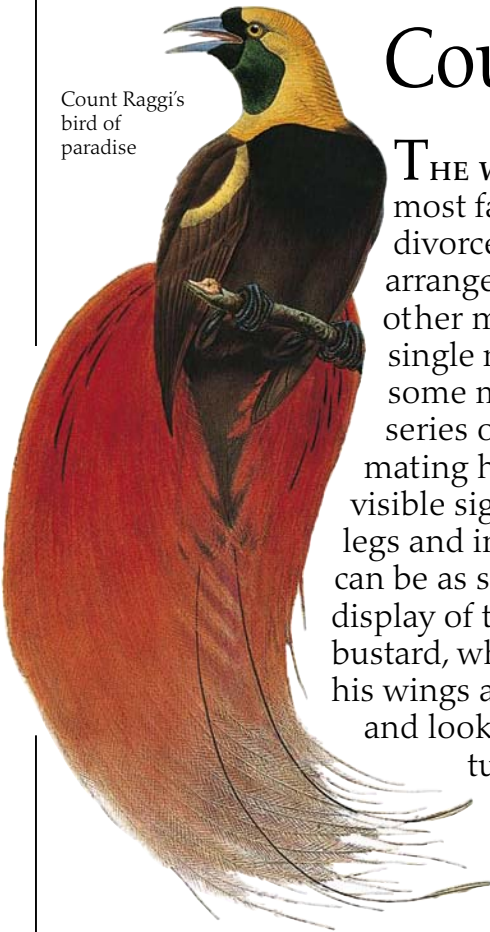 Count Raggi's
bird of
paradise
Cou
THE w
most fa
divorce
arrange
other m
single r
some m
series o
mating h
visible sig
legs and in
can be as s
display of t
bustard, wh
his wings a
and look
tu